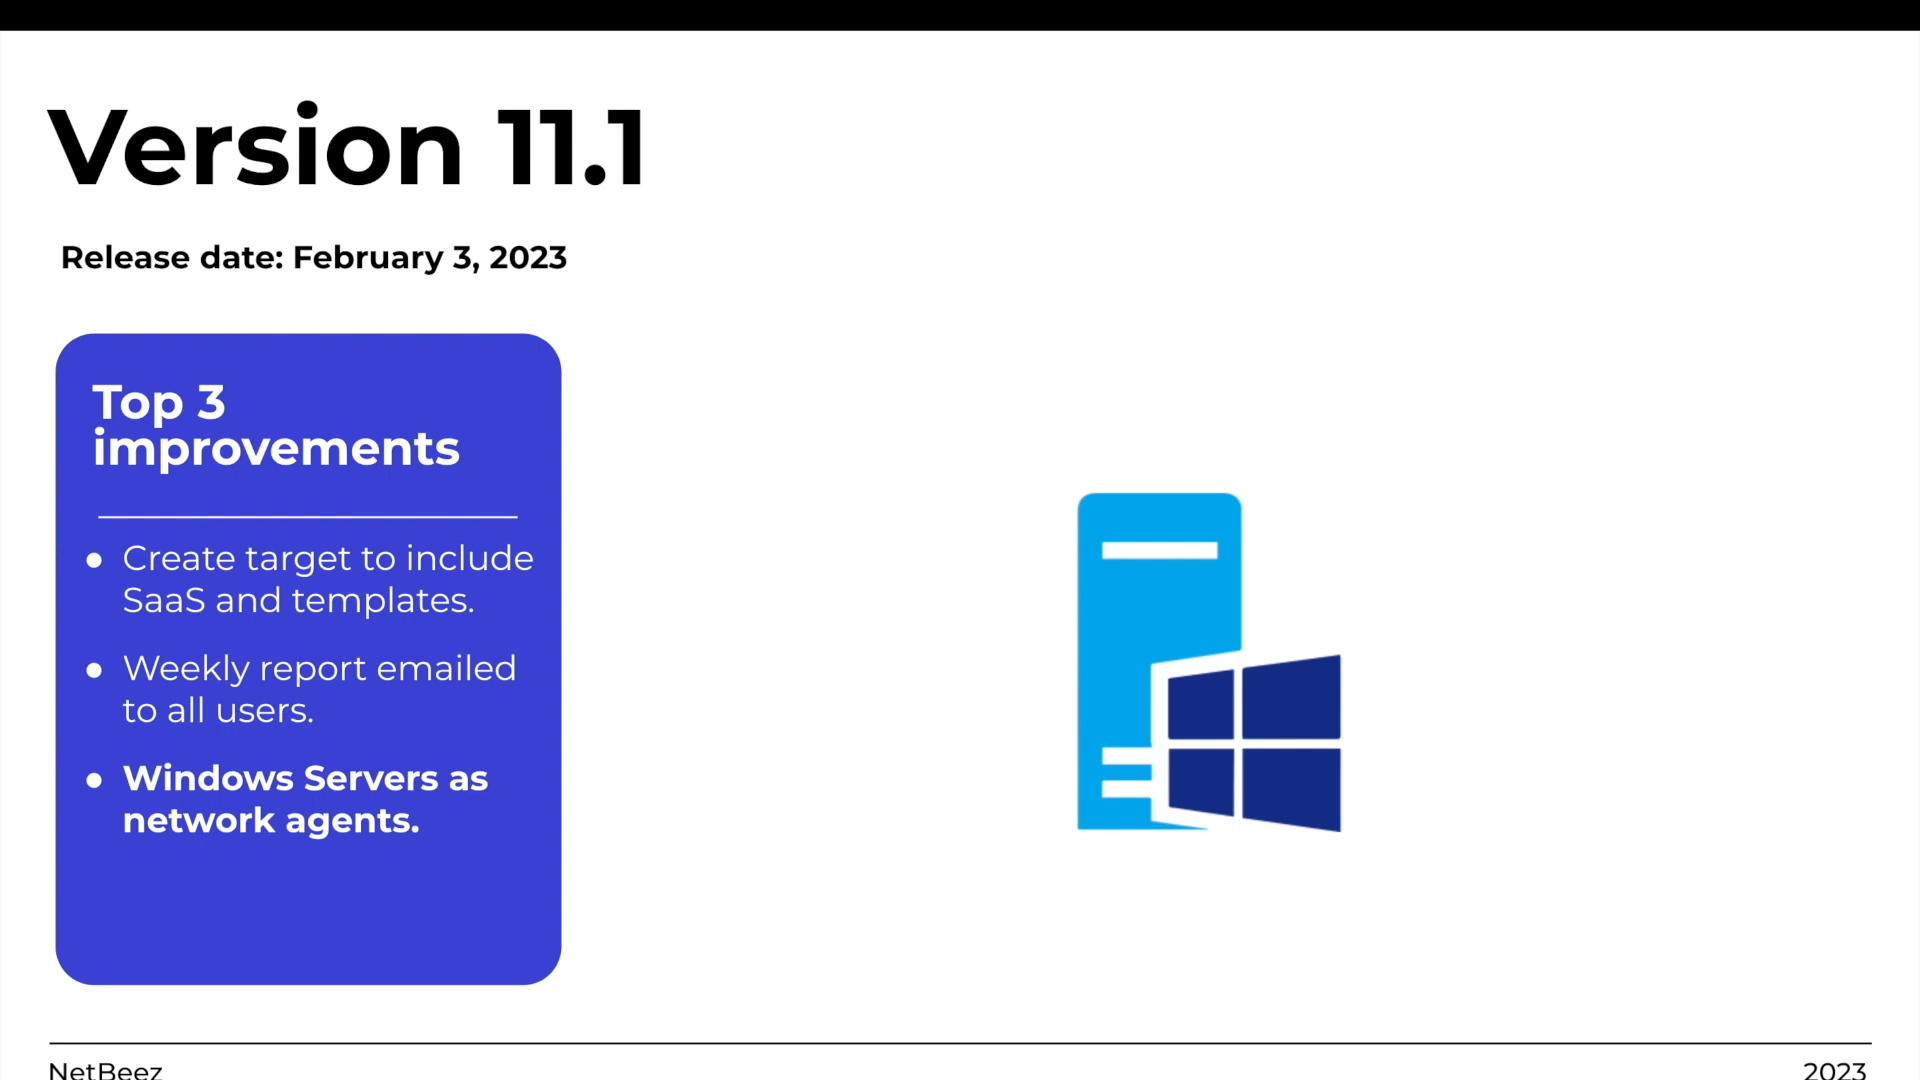 Version 11.1
Release date: February 3, 2023
Top 3
improvements
● Create target to include
SaaS and templates.
● Weekly report emailed
to all users.
● Windows Servers as
network agents.
NetBeez
2023